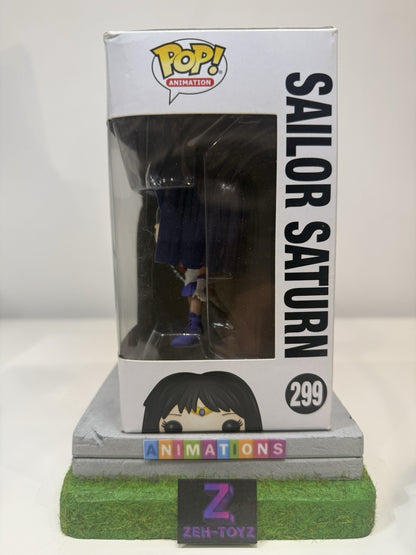 POP!
ANIMATION
SAILOR SATURN
299
ANIMATIONS
Z
ZEH-TOYZ